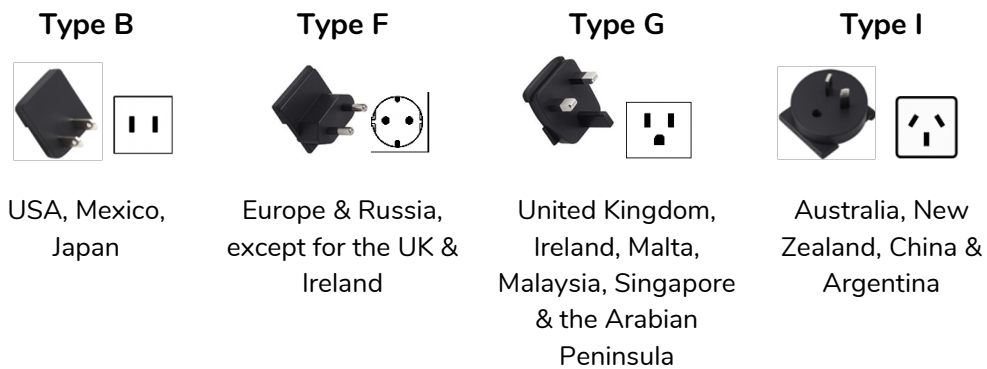 Type B
USA, Mexico,
Japan
Type F
Europe & Russia,
except for the UK &
Ireland
Type G
United Kingdom,
Ireland, Malta,
Malaysia, Singapore
& the Arabian
Peninsula
Type I
Australia, New
Zealand, China &
Argentina